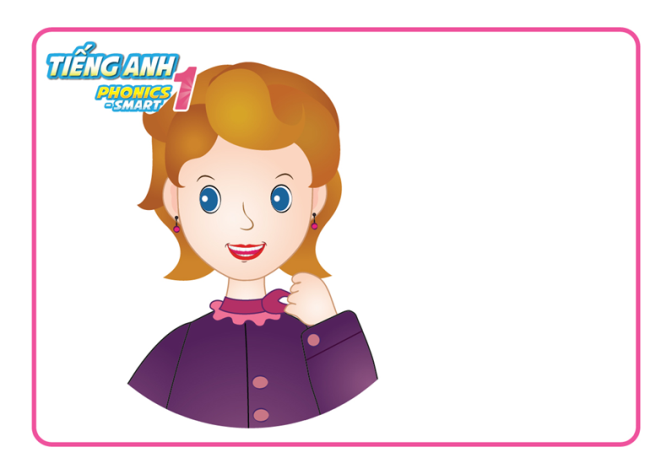 TIẾNG ANH
PHONICS 1
- SMART